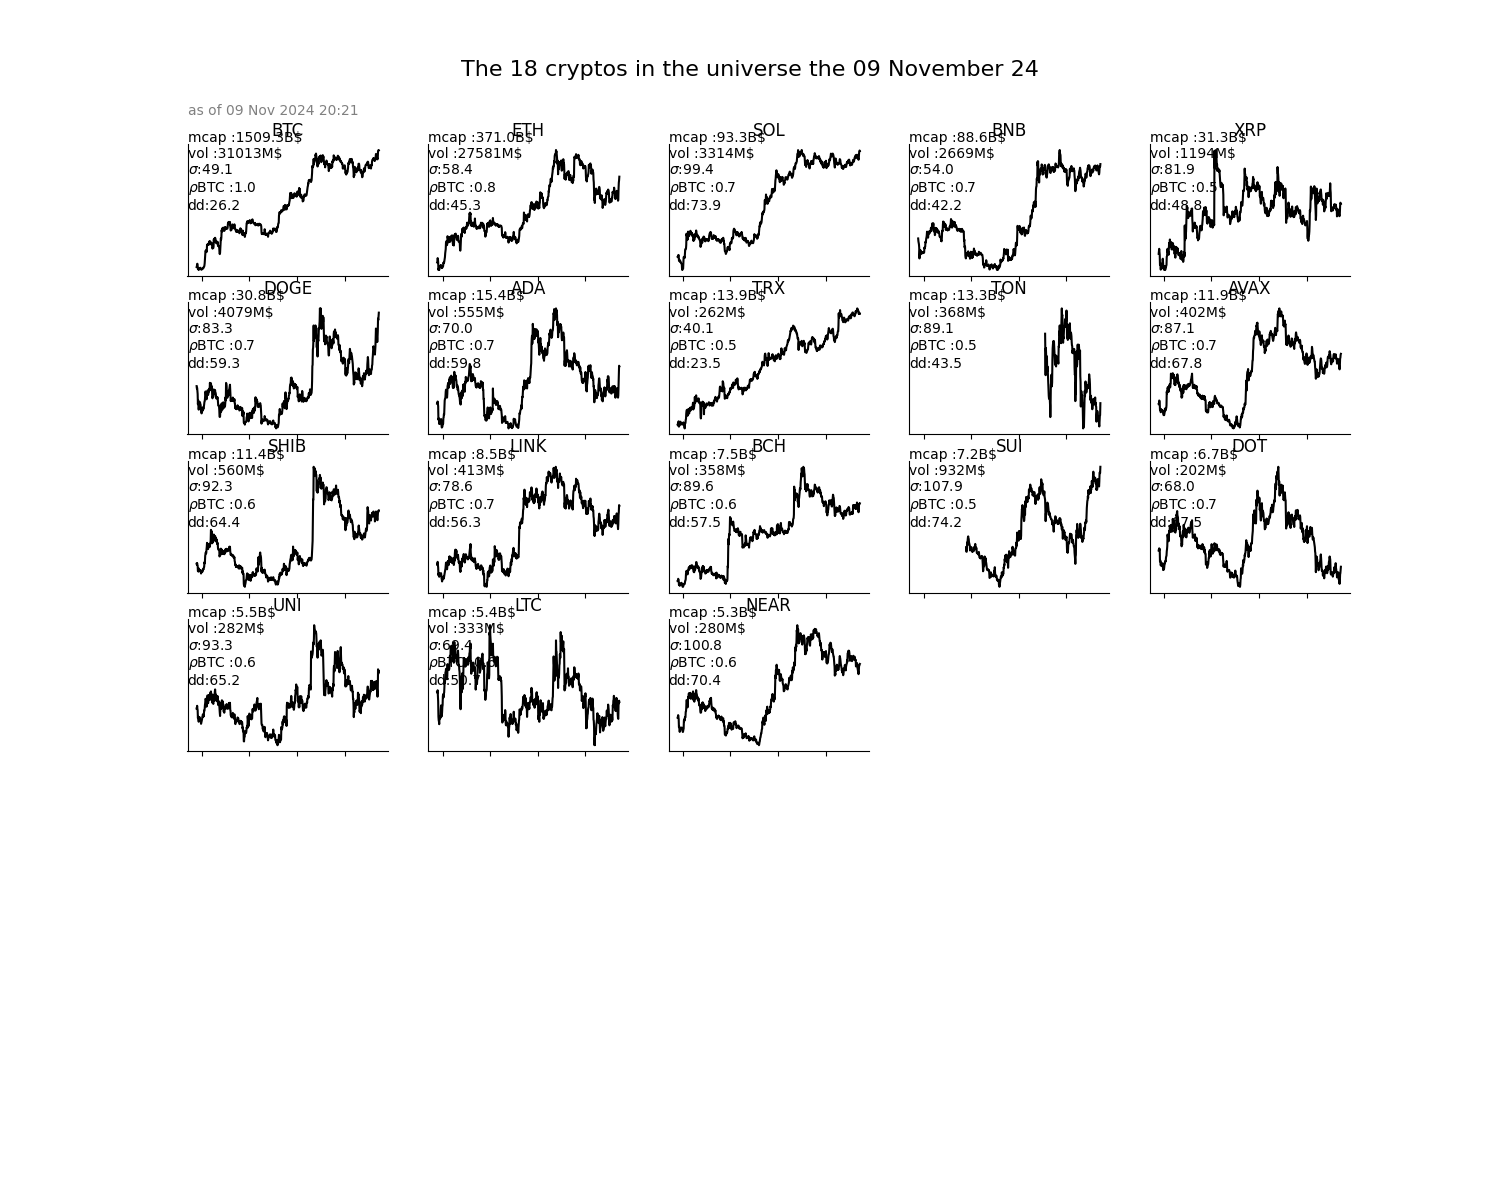 The 18 cryptos in the universe the 09 November 24
as of 09 Nov 2024 20:21
BTC
mcap :1509.3B$
vol :31013M$
σ:49.1
ρBTC :1.0
dd:26.2
ETH
mcap :371.0B$
vol :27581M$
σ:58.4
ρBTC :0.8
dd:45.3
SOL
mcap :93.3B$
vol :3314M$
σ:99.4
ρBTC :0.7
dd:73.9
BNB
mcap :88.6B$
vol :2669M$
σ:54.0
ρBTC :0.7
dd:42.2
XRP
mcap :31.3B$
vol :1194M$
σ:81.9
ρBTC :0.5
dd:48.8
DOGE
mcap :30.8B$
vol :4079M$
σ:83.3
ρBTC :0.7
dd:59.3
ADA
mcap :15.4B$
vol :555M$
σ:70.0
ρBTC :0.7
dd:59.8
TRX
mcap :13.9B$
vol :262M$
σ:40.1
ρBTC :0.5
dd:23.5
TON
mcap :13.3B$
vol :368M$
σ:89.1
ρBTC :0.5
dd:43.5
AVAX
mcap :11.9B$
vol :402M$
σ:87.1
ρBTC :0.7
dd:67.8
SHIB
mcap :11.4B$
vol :560M$
σ:92.3
ρBTC :0.6
dd:64.4
LINK
mcap :8.5B$
vol :413M$
σ:78.6
ρBTC :0.7
dd:56.3
BCH
mcap :7.5B$
vol :358M$
σ:89.6
ρBTC :0.6
dd:57.5
SUI
mcap :7.2B$
vol :932M$
σ:107.9
ρBTC :0.5
dd:74.2
DOT
mcap :6.7B$
vol :202M$
σ:68.0
ρBTC :0.7
UNI
mcap :5.5B$
vol :282M$
σ:93.3
ρBTC :0.6
dd:65.2
LTC
mcap :5.4B$
vol :333M$
NEAR
mcap :5.3B$
vol :280M$
σ:100.8
ρBTC :0.6
dd:70.4